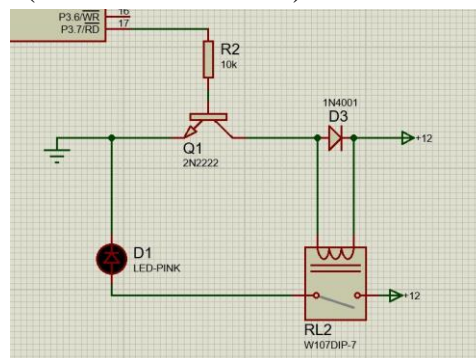 P3.6/WR 16
P3.7/RD 17
R2
10k
1N4001
D3
+12
Q1
2N2222
D1
LED-PINK
+12
RL2
W107DIP-7